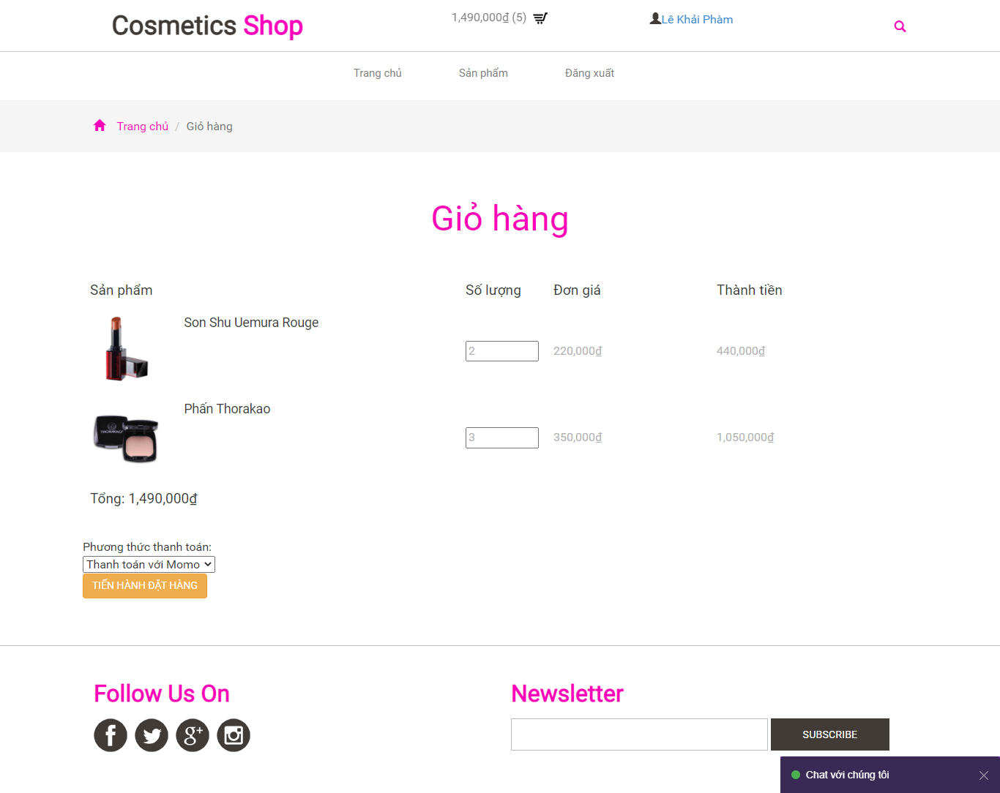 Cosmetics Shop
1,490,000₫ (5)
Lê Khải Phàm
Trang chủ
Sản phẩm
Đăng xuất
Trang chủ / Giỏ hàng
Giỏ hàng
Sản phẩm Số lượng Đơn giá Thành tiền
Son Shu Uemura Rouge
2 220,000₫ 440,000₫
Phấn Thorakao
THORAKAO
3 350,000₫ 1,050,000₫
Tổng: 1,490,000₫
Phương thức thanh toán:
Thanh toán với Momo
TIẾN HÀNH ĐẶT HÀNG
Follow Us On
Newsletter
SUBSCRIBE
Chat với chúng tôi